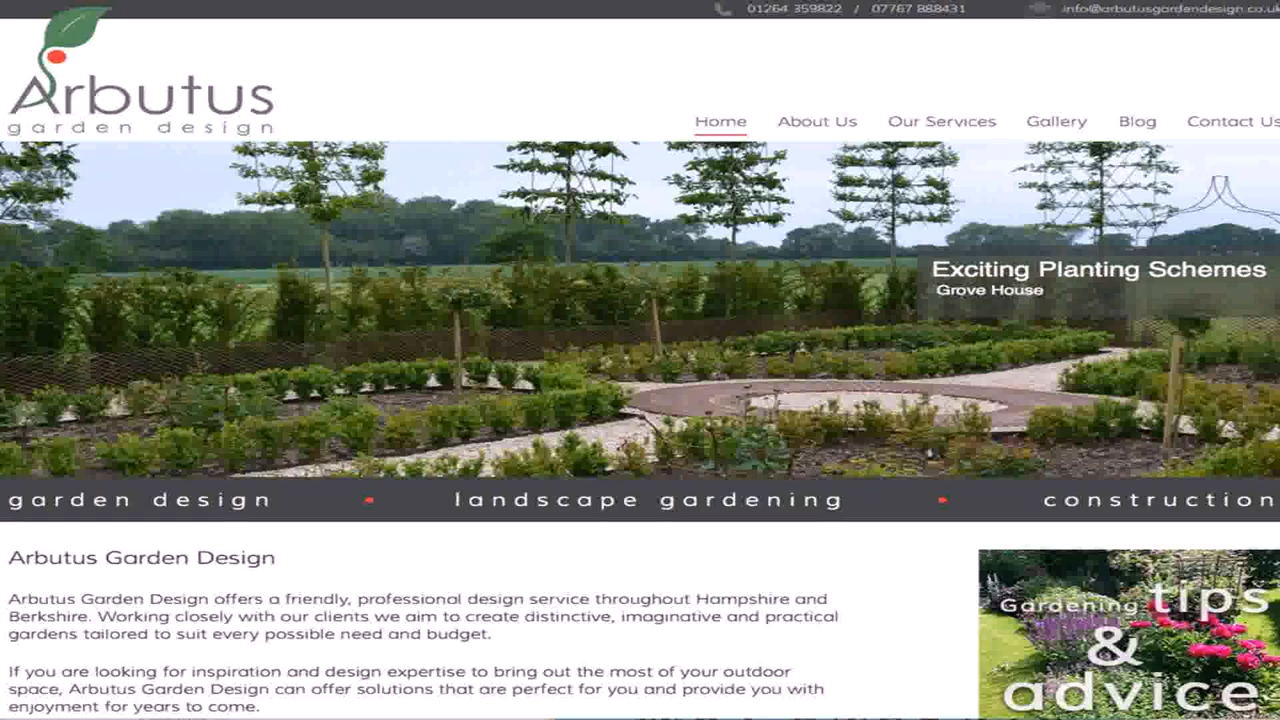 01264 359822 / 07767 888431 info@arbutusgardendesign.co.uk
Arbutus
garden design
Home About Us Our Services Gallery Blog Contact Us
Exciting Planting Schemes
Grove House
garden design • landscape gardening • construction
Arbutus Garden Design
Arbutus Garden Design offers a friendly, professional design service throughout Hampshire and
Berkshire. Working closely with our clients we aim to create distinctive, imaginative and practical
gardens tailored to suit every possible need and budget.
If you are looking for inspiration and design expertise to bring out the most of your outdoor
space, Arbutus Garden Design can offer solutions that are perfect for you and provide you with
enjoyment for years to come.
Gardening tips
&
advice